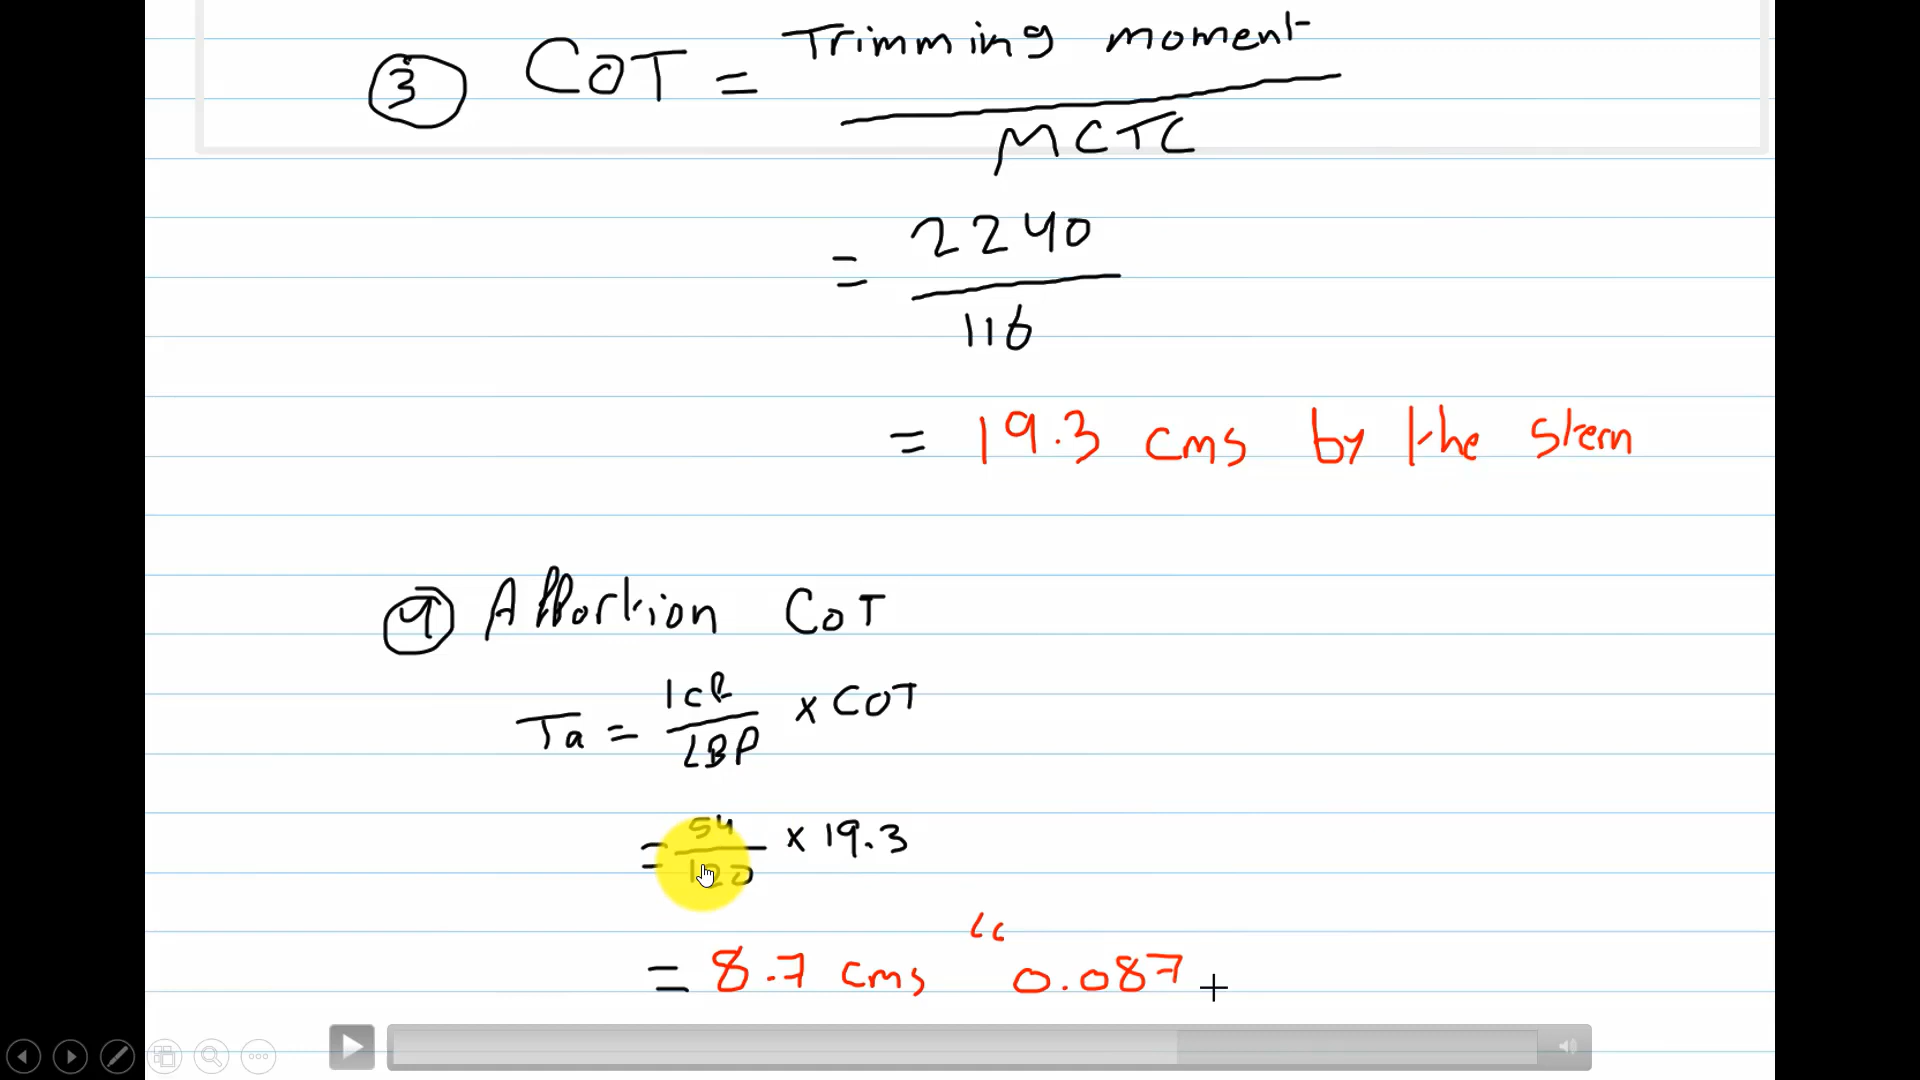 3 COT = Trimming moment
MCTC
= 2240
116
= 19.3 cms by the stern
4 Apportion COT
Ta = lcf × COT
LBP
= 54 × 19.3
120
= 8.7 cms “ 0.087